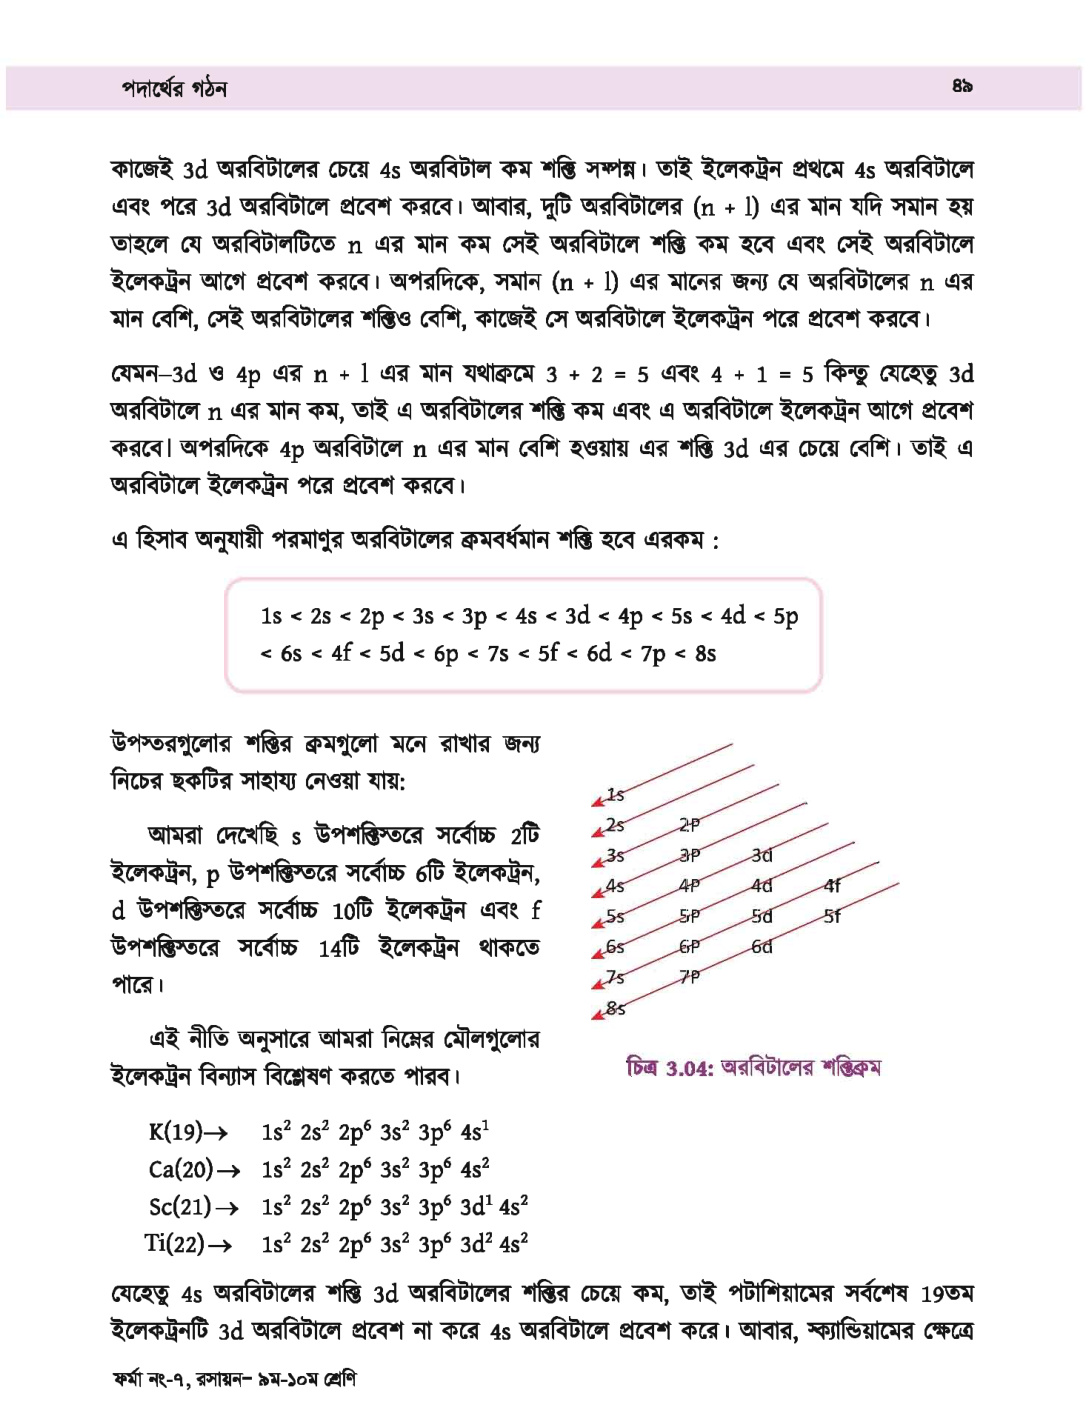 পদার্থের গঠন ৪৯
কাজেই 3d অরবিটালের চেয়ে 4s অরবিটাল কম শক্তি সম্পন্ন। তাই ইলেকট্রন প্রথমে 4s অরবিটালে
এবং পরে 3d অরবিটালে প্রবেশ করবে। আবার, দুটি অরবিটালের (n + l) এর মান যদি সমান হয়
তাহলে যে অরবিটালটিতে n এর মান কম সেই অরবিটালে শক্তি কম হবে এবং সেই অরবিটালে
ইলেকট্রন আগে প্রবেশ করবে। অপরদিকে, সমান (n + l) এর মানের জন্য যে অরবিটালের n এর
মান বেশি, সেই অরবিটালের শক্তিও বেশি, কাজেই সে অরবিটালে ইলেকট্রন পরে প্রবেশ করবে।
যেমন–3d ও 4p এর n + l এর মান যথাক্রমে 3 + 2 = 5 এবং 4 + 1 = 5 কিন্তু যেহেতু 3d
অরবিটালে n এর মান কম, তাই এ অরবিটালের শক্তি কম এবং এ অরবিটালে ইলেকট্রন আগে প্রবেশ
করবে। অপরদিকে 4p অরবিটালে n এর মান বেশি হওয়ায় এর শক্তি 3d এর চেয়ে বেশি। তাই এ
অরবিটালে ইলেকট্রন পরে প্রবেশ করবে।
এ হিসাব অনুযায়ী পরমাণুর অরবিটালের ক্রমবর্ধমান শক্তি হবে এরকম :
1s < 2s < 2p < 3s < 3p < 4s < 3d < 4p < 5s < 4d < 5p
< 6s < 4f < 5d < 6p < 7s < 5f < 6d < 7p < 8s
উপস্তরগুলোর শক্তির ক্রমগুলো মনে রাখার জন্য
নিচের ছকটির সাহায্য নেওয়া যায়:
আমরা দেখেছি s উপশক্তিস্তরে সর্বোচ্চ 2টি
ইলেকট্রন, p উপশক্তিস্তরে সর্বোচ্চ 6টি ইলেকট্রন,
d উপশক্তিস্তরে সর্বোচ্চ 10টি ইলেকট্রন এবং f
উপশক্তিস্তরে সর্বোচ্চ 14টি ইলেকট্রন থাকতে
পারে।
এই নীতি অনুসারে আমরা নিম্নের মৌলগুলোর
ইলেকট্রন বিন্যাস বিশ্লেষণ করতে পারব।
1s
2s 2P
3s 3P 3d
4s 4P 4d 4f
5s 5P 5d 5f
6s 6P 6d
7s 7P
8s
চিত্র 3.04: অরবিটালের শক্তিক্রম
K(19)→ 1s² 2s² 2p⁶ 3s² 3p⁶ 4s¹
Ca(20)→ 1s² 2s² 2p⁶ 3s² 3p⁶ 4s²
Sc(21)→ 1s² 2s² 2p⁶ 3s² 3p⁶ 3d¹ 4s²
Ti(22)→ 1s² 2s² 2p⁶ 3s² 3p⁶ 3d² 4s²
যেহেতু 4s অরবিটালের শক্তি 3d অরবিটালের শক্তির চেয়ে কম, তাই পটাশিয়ামের সর্বশেষ 19তম
ইলেকট্রনটি 3d অরবিটালে প্রবেশ না করে 4s অরবিটালে প্রবেশ করে। আবার, স্ক্যান্ডিয়ামের ক্ষেত্রে
ফর্মা নং-৭, রসায়ন– ৯ম-১০ম শ্রেণি